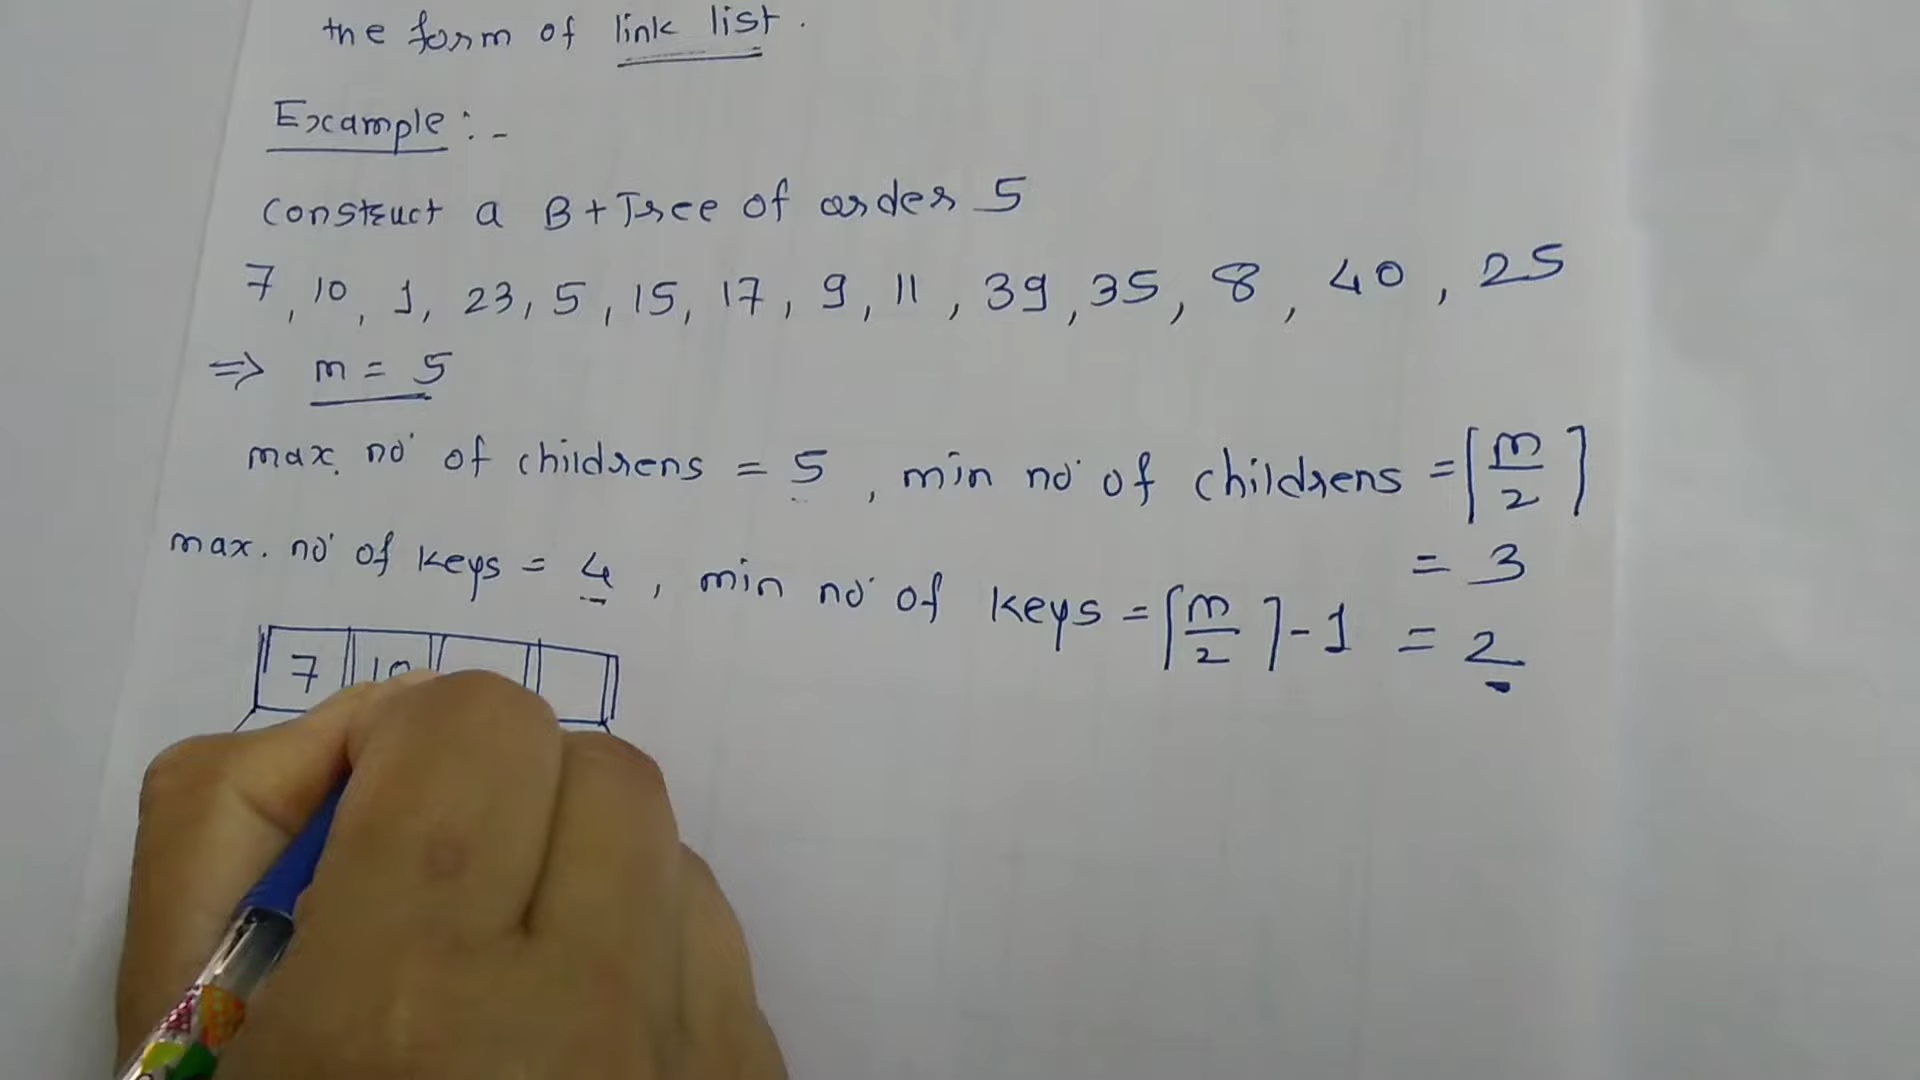 the form of link list.
Example:-
construct a B+Tree of order 5
7, 10, 1, 23, 5, 15, 17, 9, 11, 39, 35, 8, 40, 25
⇒ m = 5
max. no of childrens = 5, min no of childrens = ⌈m/2⌉
= 3
max. no of keys = 4, min no of keys = ⌈m/2⌉-1 = 2
7 10